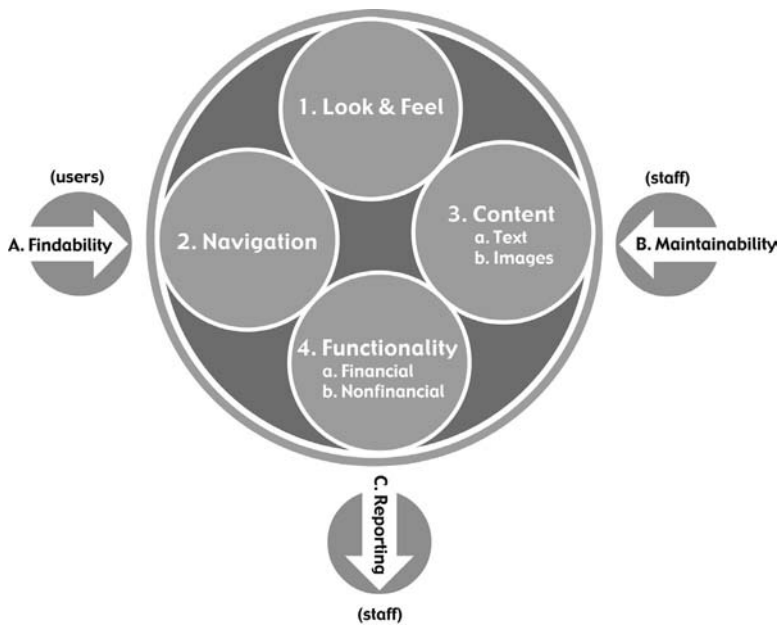 1. Look & Feel
(users)
A. Findability
2. Navigation
3. Content
a. Text
b. Images
(staff)
B. Maintainability
4. Functionality
a. Financial
b. Nonfinancial
C. Reporting
(staff)